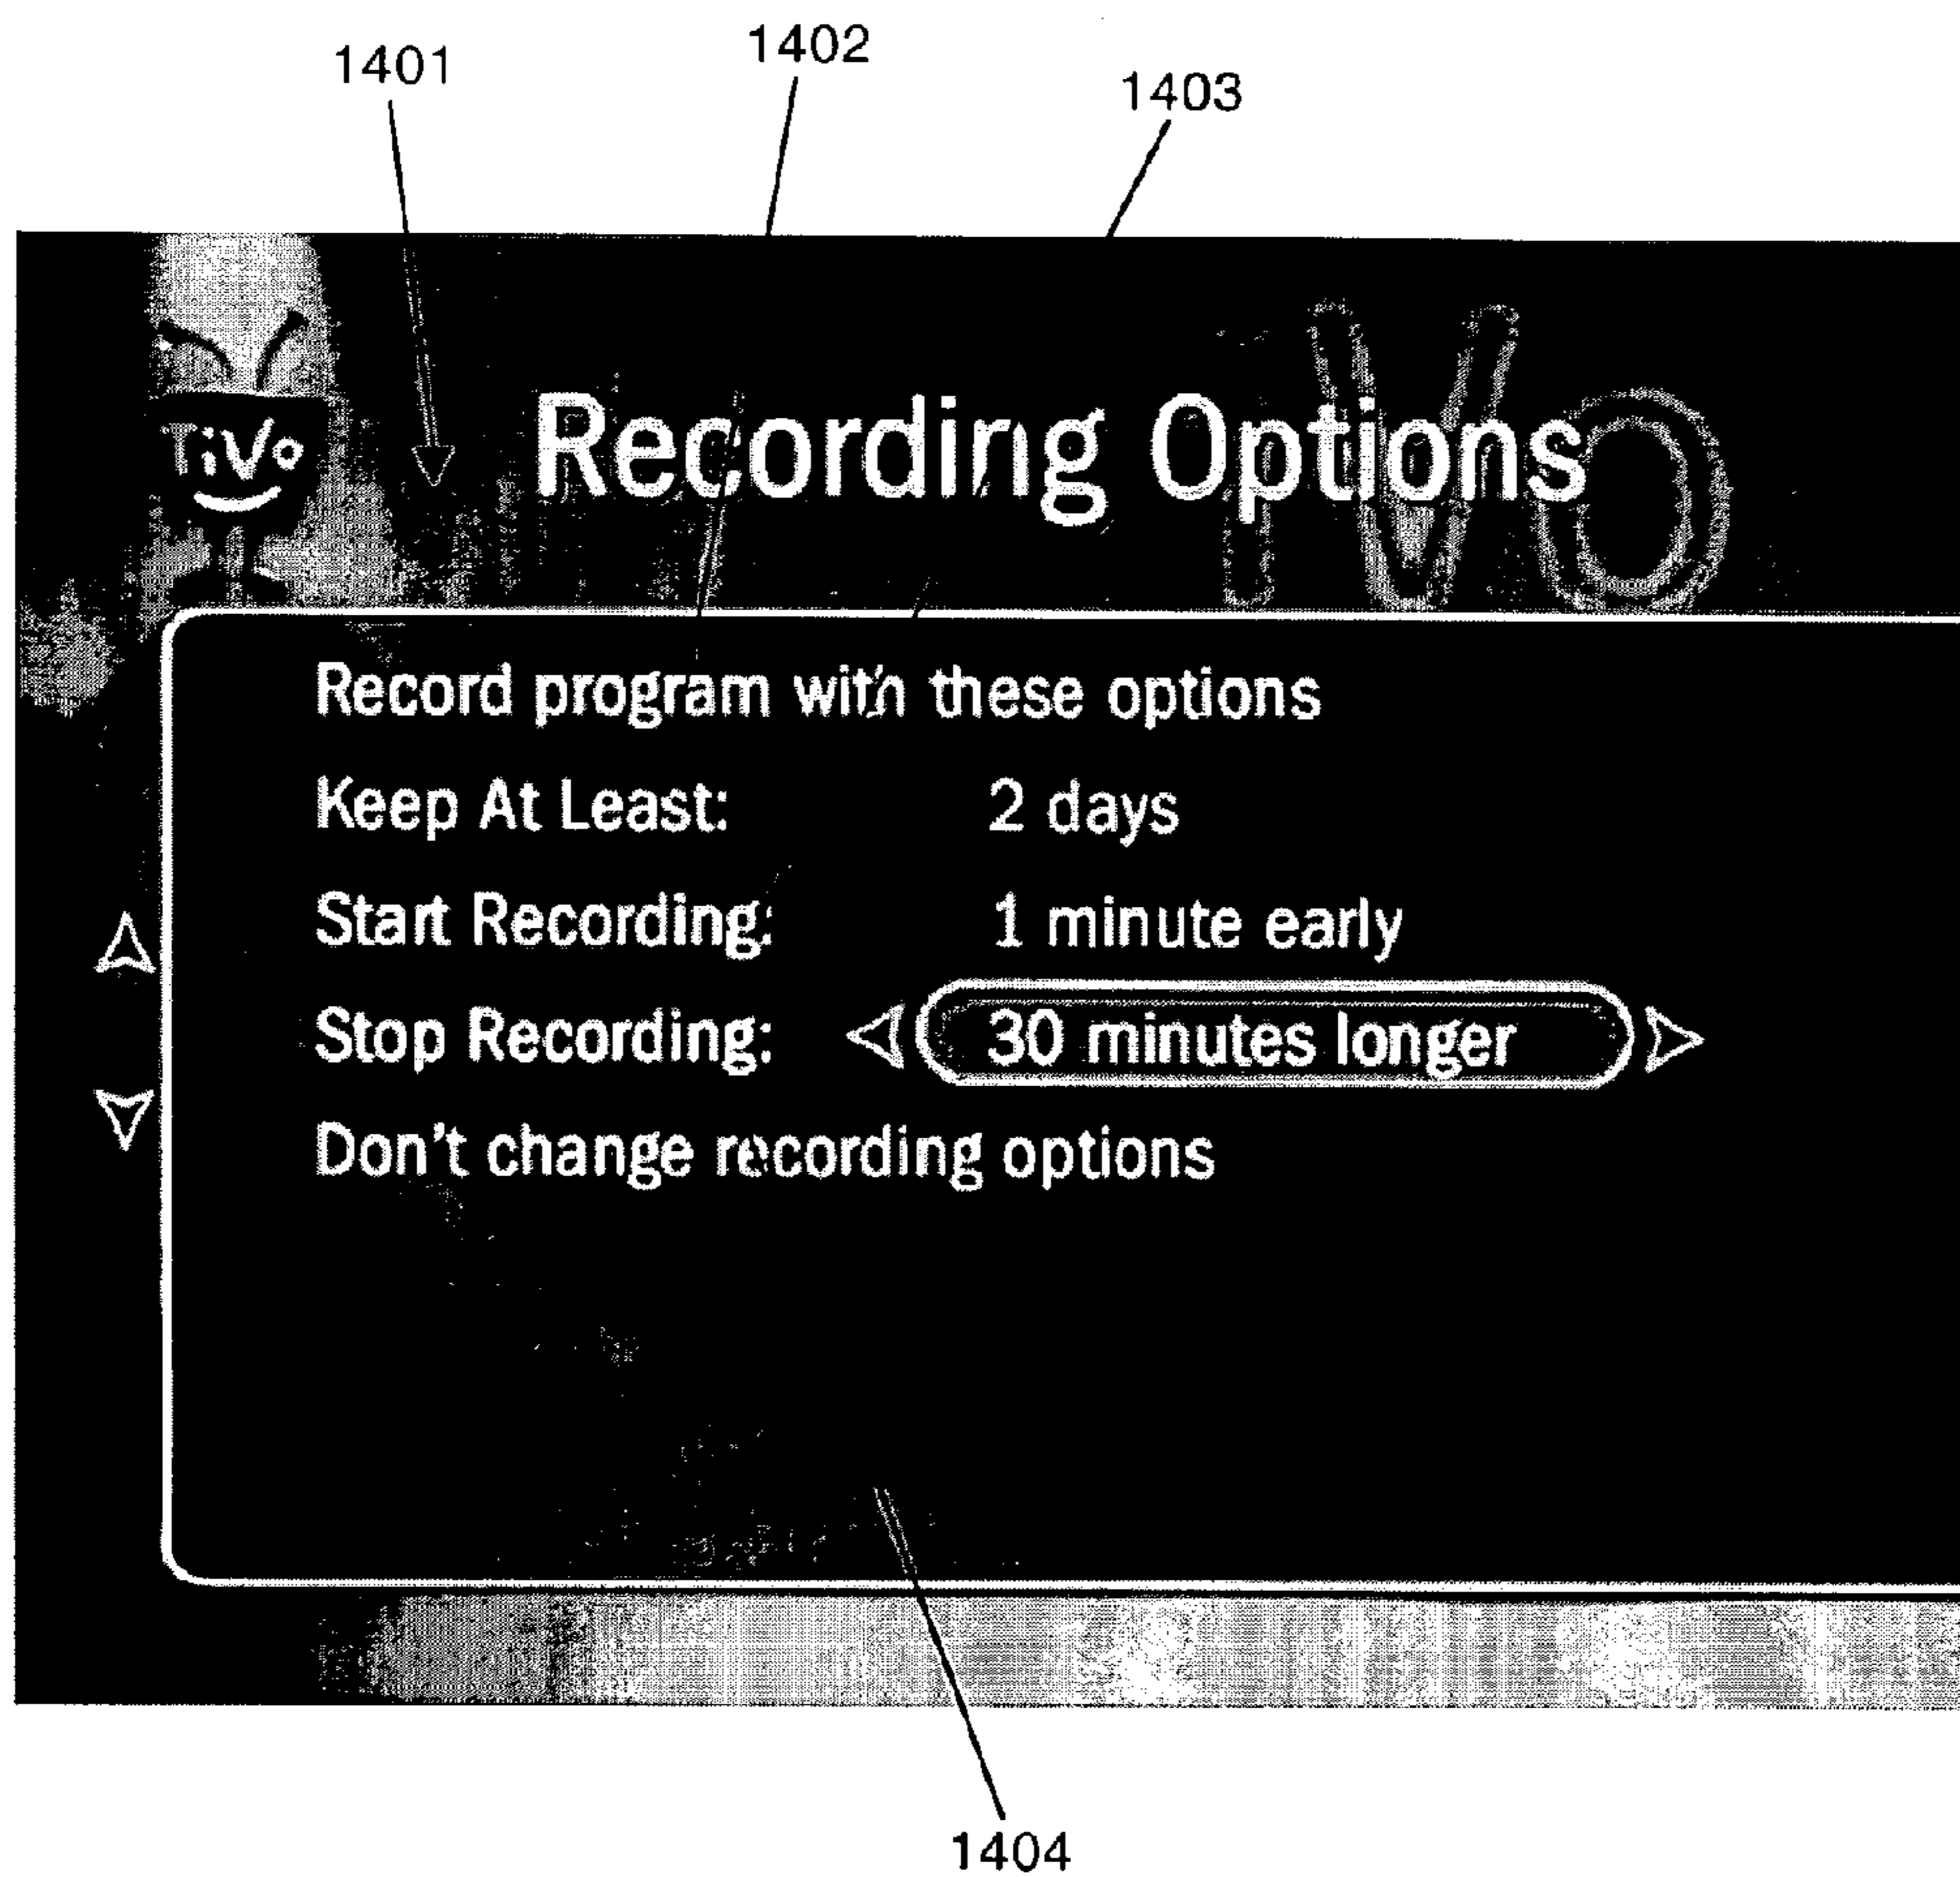 1401
1402
1403
TiVo
Recording Options
iVo
Record program with these options
Keep At Least: 2 days
Start Recording: 1 minute early
Stop Recording: 30 minutes longer
Don't change recording options
1404